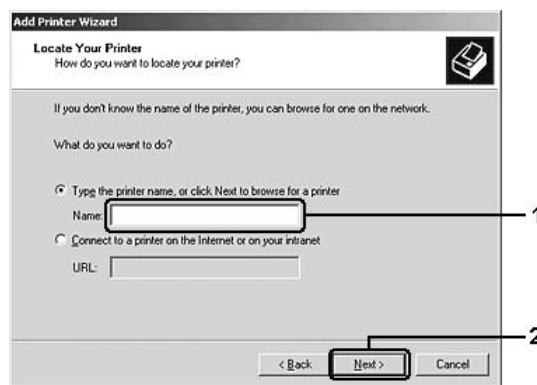 Add Printer Wizard
Locate Your Printer
How do you want to locate your printer?
If you don't know the name of the printer, you can browse for one on the network.
What do you want to do?
Type the printer name, or click Next to browse for a printer
Name:
1
Connect to a printer on the Internet or on your intranet
URL:
2
< Back
Next >
Cancel